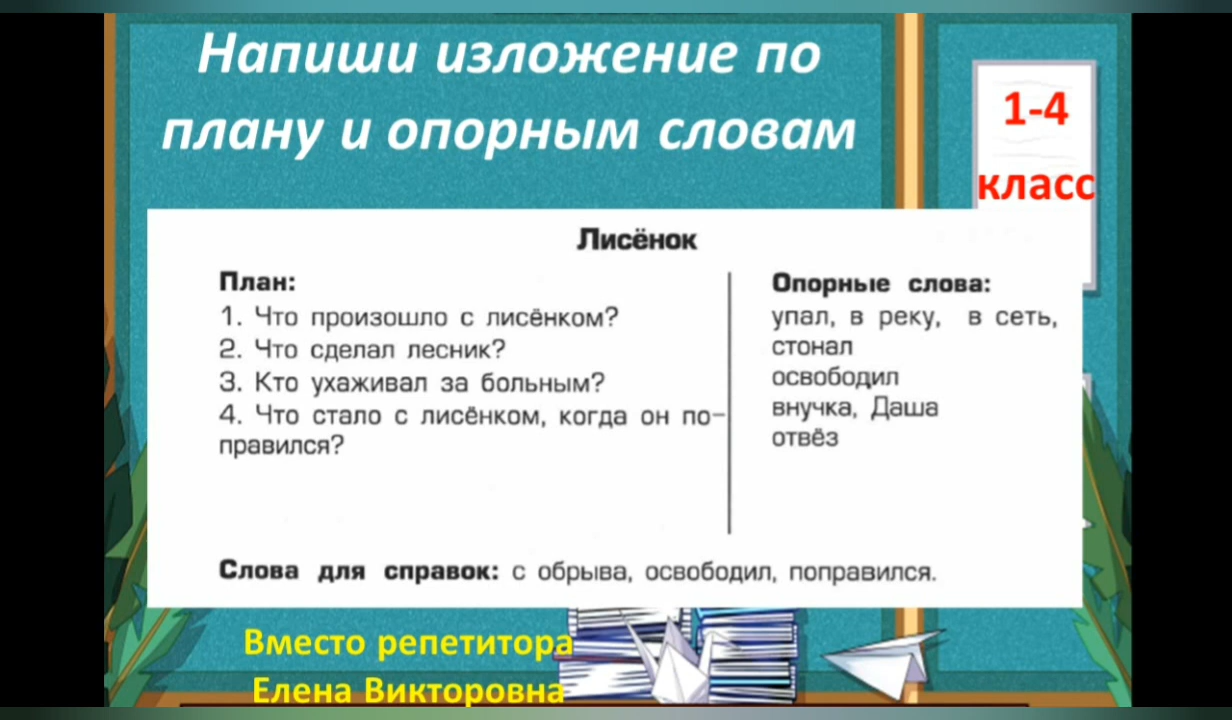 Напиши изложение по
плану и опорным словам
1-4
класс
Лисёнок
План:
1. Что произошло с лисёнком?
2. Что сделал лесник?
3. Кто ухаживал за больным?
4. Что стало с лисёнком, когда он по-
правился?
Опорные слова:
упал, в реку, в сеть,
стонал
освободил
внучка, Даша
отвёз
Слова для справок: с обрыва, освободил, поправился.
Вместо репетитора
Елена Викторовна